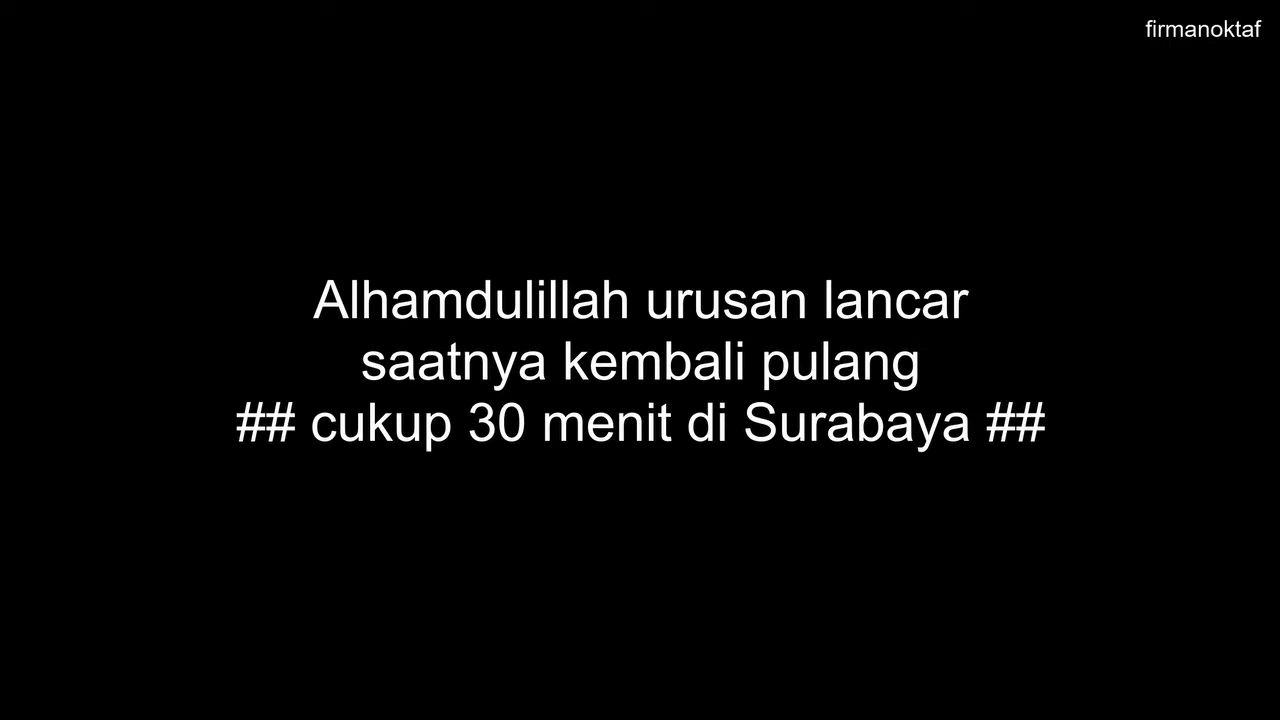 firmanoktaf
Alhamdulillah urusan lancar
saatnya kembali pulang
## cukup 30 menit di Surabaya ##